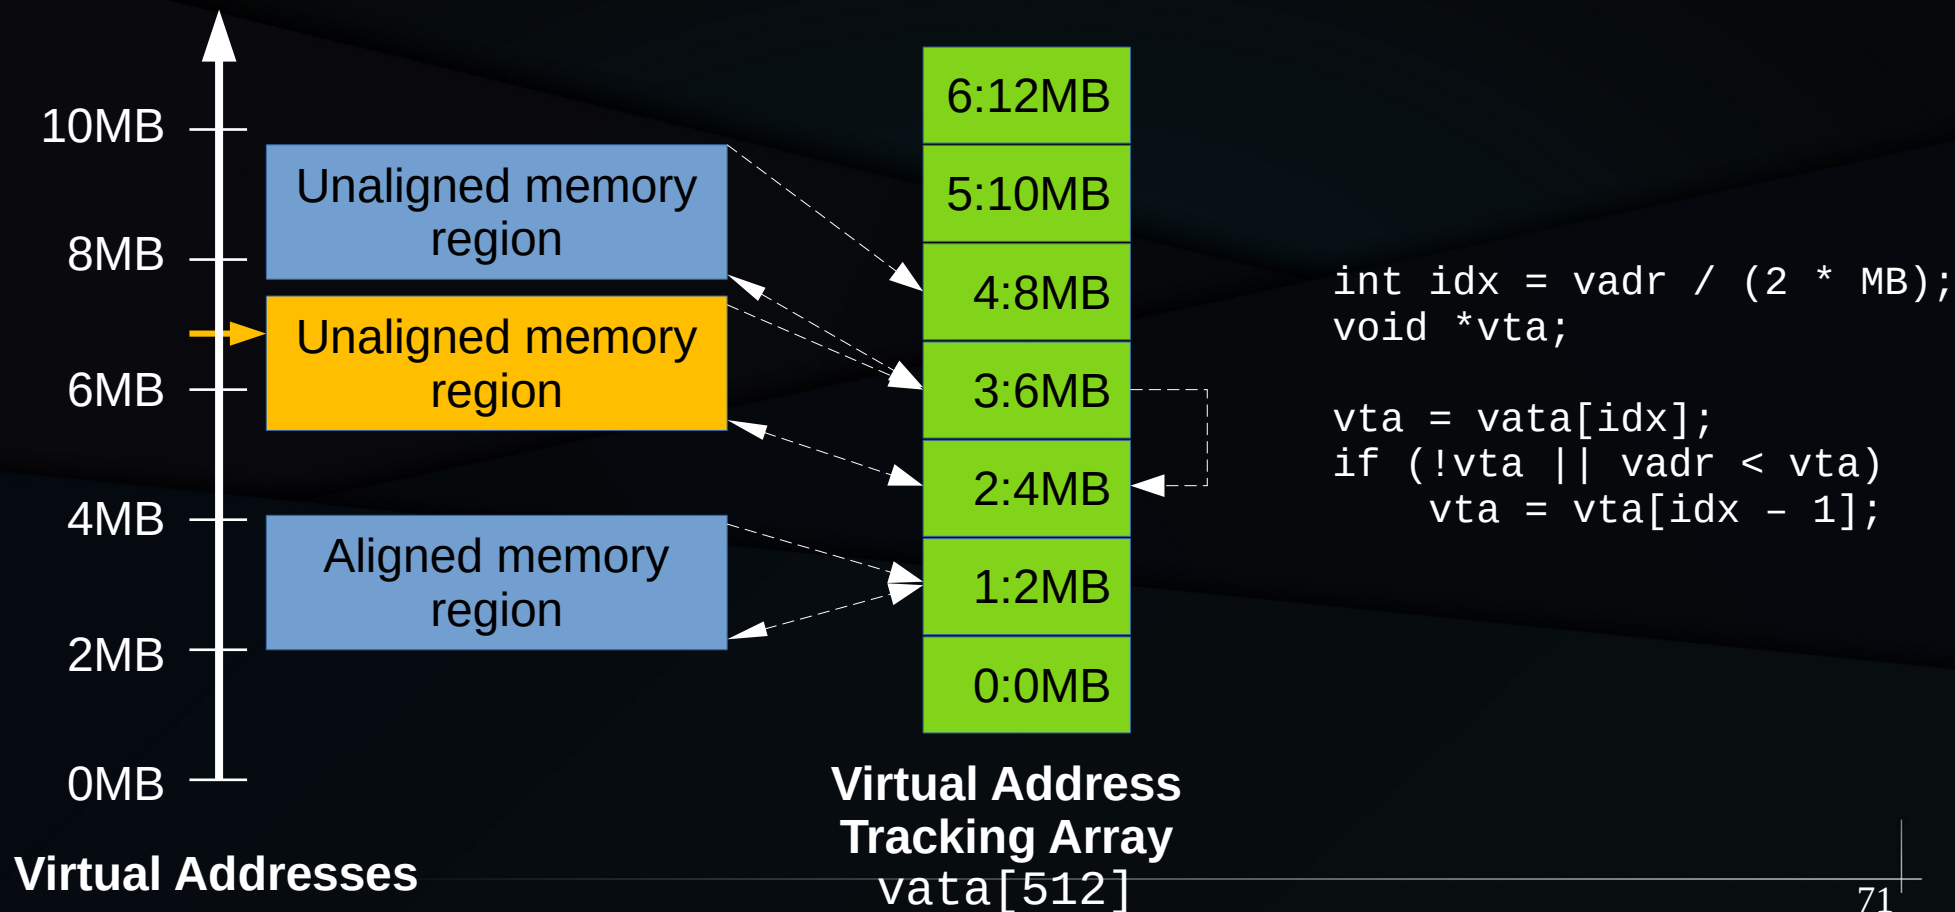 10MB
8MB
6MB
4MB
2MB
0MB
Virtual Addresses
Unaligned memory
region
Unaligned memory
region
Aligned memory
region
6:12MB
5:10MB
4:8MB
3:6MB
2:4MB
1:2MB
0:0MB
Virtual Address
Tracking Array
vata[512]
int idx = vadr / (2 * MB);
void *vta;
vta = vata[idx];
if (!vta || vadr < vta)
    vta = vta[idx – 1];
71